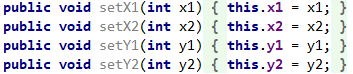 public void setX1(int x1) { this.x1 = x1; }
public void setX2(int x2) { this.x2 = x2; }
public void setY1(int y1) { this.y1 = y1; }
public void setY2(int y2) { this.y2 = y2; }